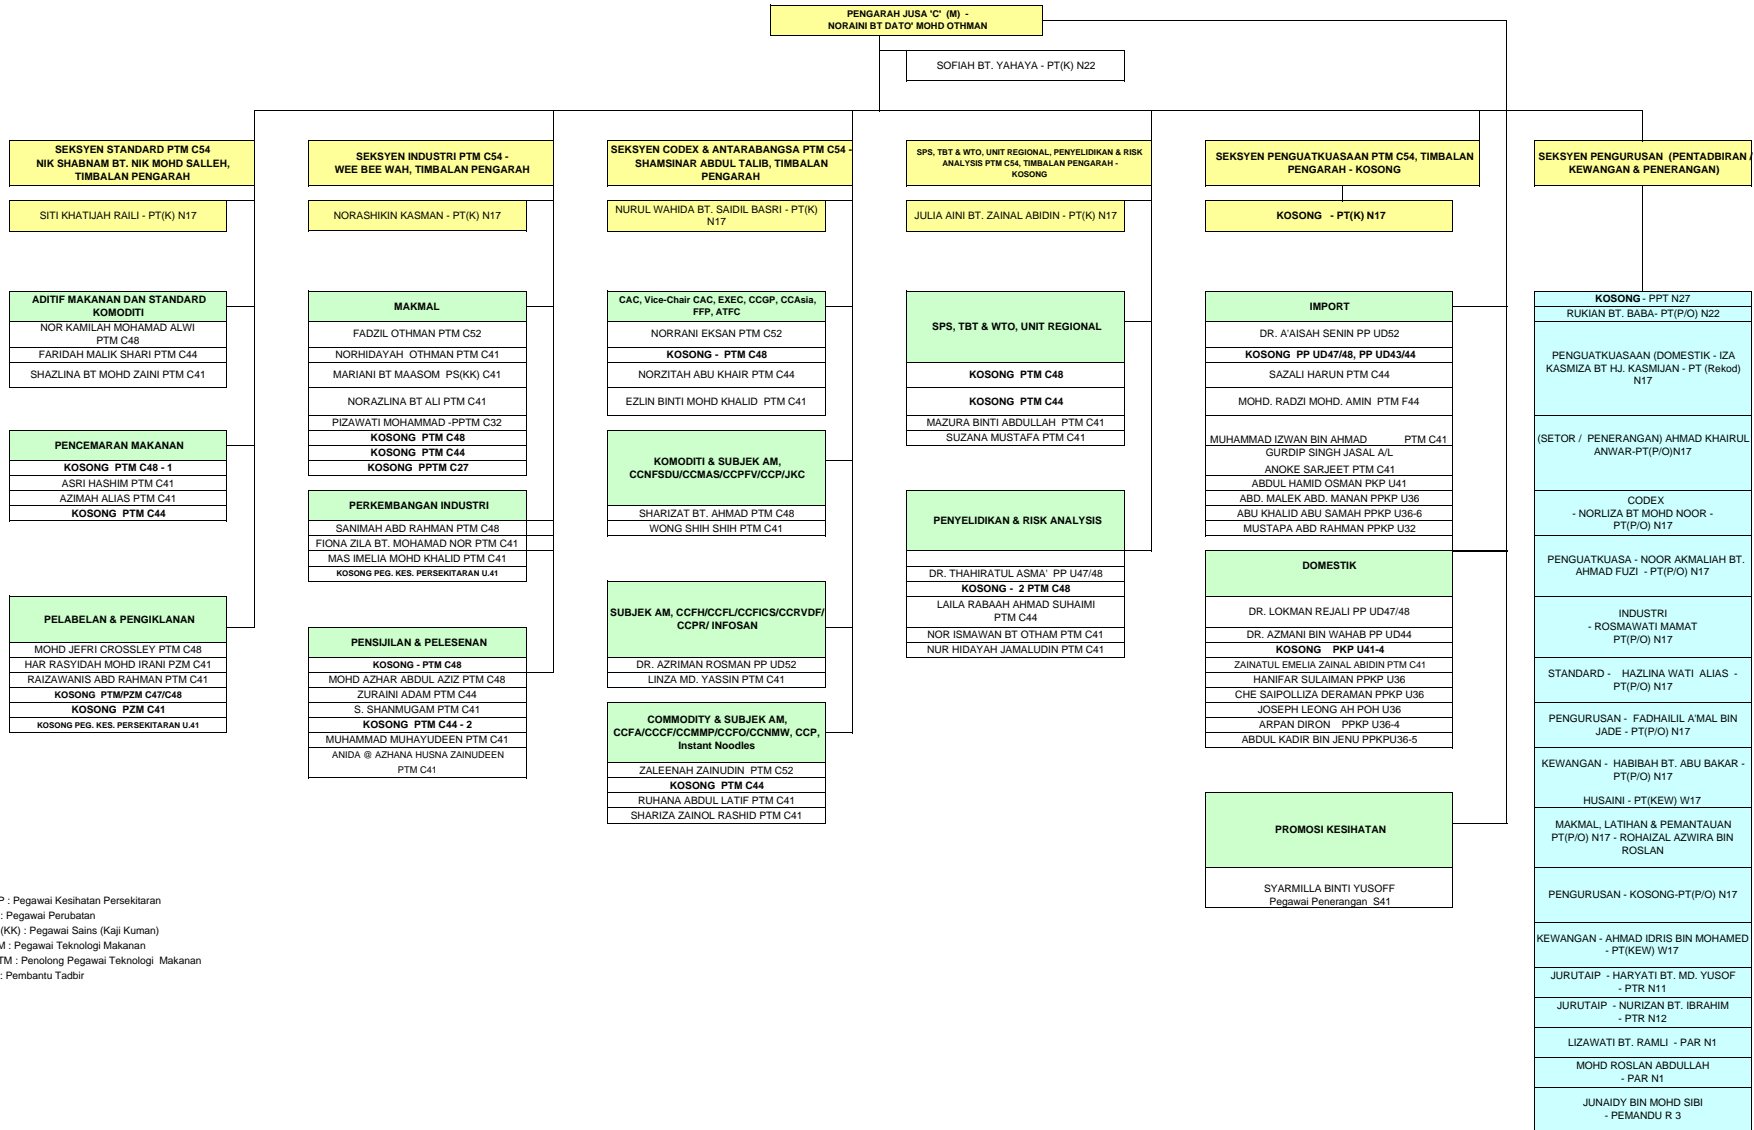 PENGARAH JUSA 'C' (M) -
NORAINI BT DATO' MOHD OTHMAN
SOFIAH BT. YAHAYA - PT(K) N22
SEKSYEN STANDARD PTM C54
NIK SHABNAM BT. NIK MOHD SALLEH,
TIMBALAN PENGARAH
SITI KHATIJAH RAILI - PT(K) N17
ADITIF MAKANAN DAN STANDARD
KOMODITI
NOR KAMILAH MOHAMAD ALWI
PTM C48
FARIDAH MALIK SHARI PTM C44
SHAZLINA BT MOHD ZAINI PTM C41
PENCEMARAN MAKANAN
KOSONG PTM C48 - 1
ASRI HASHIM PTM C41
AZIMAH ALIAS PTM C41
KOSONG PTM C44
PELABELAN & PENGIKLANAN
MOHD JEFRI CROSSLEY PTM C48
HAR RASYIDAH MOHD IRANI PZM C41
RAIZAWANIS ABD RAHMAN PTM C41
KOSONG PTM/PZM C47/C48
KOSONG PZM C41
KOSONG PEG. KES. PERSEKITARAN U.41
SEKSYEN INDUSTRI PTM C54 -
WEE BEE WAH, TIMBALAN PENGARAH
NORASHIKIN KASMAN - PT(K) N17
MAKMAL
FADZIL OTHMAN PTM C52
NORHIDAYAH OTHMAN PTM C41
MARIANI BT MAASOM PS(KK) C41
NORAZLINA BT ALI PTM C41
PIZAWATI MOHAMMAD -PPTM C32
KOSONG PTM C48
KOSONG PTM C44
KOSONG PPTM C27
PERKEMBANGAN INDUSTRI
SANIMAH ABD RAHMAN PTM C48
FIONA ZILA BT. MOHAMAD NOR PTM C41
MAS IMELIA MOHD KHALID PTM C41
KOSONG PEG. KES. PERSEKITARAN U.41
PENSIJILAN & PELESENAN
KOSONG - PTM C48
MOHD AZHAR ABDUL AZIZ PTM C48
ZURAINI ADAM PTM C44
S. SHANMUGAM PTM C41
KOSONG PTM C44 - 2
MUHAMMAD MUHAYUDEEN PTM C41
ANIDA @ AZHANA HUSNA ZAINUDEEN
PTM C41
SEKSYEN CODEX & ANTARABANGSA PTM C54 -
SHAMSINAR ABDUL TALIB, TIMBALAN
PENGARAH
NURUL WAHIDA BT. SAIDIL BASRI - PT(K)
N17
CAC, Vice-Chair CAC, EXEC, CCGP, CCAsia,
FFP, ATFC
NORRANI EKSAN PTM C52
KOSONG - PTM C48
NORZITAH ABU KHAIR PTM C44
EZLIN BINTI MOHD KHALID PTM C41
KOMODITI & SUBJEK AM,
CCNFSDU/CCMAS/CCPFV/CCP/JKC
SHARIZAT BT. AHMAD PTM C48
WONG SHIH SHIH PTM C41
SUBJEK AM, CCFH/CCFL/CCFICS/CCRVDF/
CCPR/ INFOSAN
DR. AZRIMAN ROSMAN PP UD52
LINZA MD. YASSIN PTM C41
COMMODITY & SUBJEK AM,
CCFA/CCCF/CCMMP/CCFO/CCNMW, CCP,
Instant Noodles
ZALEENAH ZAINUDIN PTM C52
KOSONG PTM C44
RUHANA ABDUL LATIF PTM C41
SHARIZA ZAINOL RASHID PTM C41
SPS, TBT & WTO, UNIT REGIONAL, PENYELIDIKAN & RISK
ANALYSIS PTM C54, TIMBALAN PENGARAH -
KOSONG
JULIA AINI BT. ZAINAL ABIDIN - PT(K) N17
SPS, TBT & WTO, UNIT REGIONAL
KOSONG PTM C48
KOSONG PTM C44
MAZURA BINTI ABDULLAH PTM C41
SUZANA MUSTAFA PTM C41
PENYELIDIKAN & RISK ANALYSIS
DR. THAHIRATUL ASMA' PP U47/48
KOSONG - 2 PTM C48
LAILA RABAAH AHMAD SUHAIMI
PTM C44
NOR ISMAWAN BT OTHAM PTM C41
NUR HIDAYAH JAMALUDIN PTM C41
SEKSYEN PENGUATKUASAAN PTM C54, TIMBALAN
PENGARAH - KOSONG
KOSONG - PT(K) N17
IMPORT
DR. A'AISAH SENIN PP UD52
KOSONG PP UD47/48, PP UD43/44
SAZALI HARUN PTM C44
MOHD. RADZI MOHD. AMIN PTM F44
MUHAMMAD IZWAN BIN AHMAD PTM C41
GURDIP SINGH JASAL A/L
ANOKE SARJEET PTM C41
ABDUL HAMID OSMAN PKP U41
ABD. MALEK ABD. MANAN PPKP U36
ABU KHALID ABU SAMAH PPKP U36-6
MUSTAPA ABD RAHMAN PPKP U32
DOMESTIK
DR. LOKMAN REJALI PP UD47/48
DR. AZMANI BIN WAHAB PP UD44
KOSONG PKP U41-4
ZAINATUL EMELIA ZAINAL ABIDIN PTM C41
HANIFAR SULAIMAN PPKP U36
CHE SAIPOLLIZA DERAMAN PPKP U36
JOSEPH LEONG AH POH U36
ARPAN DIRON PPKP U36-4
ABDUL KADIR BIN JENU PPKPU36-5
PROMOSI KESIHATAN
SYARMILLA BINTI YUSOFF
Pegawai Penerangan S41
SEKSYEN PENGURUSAN (PENTADBIRAN /
KEWANGAN & PENERANGAN)
KOSONG - PPT N27
RUKIAN BT. BABA- PT(P/O) N22
PENGUATKUASAAN (DOMESTIK - IZA
KASMIZA BT HJ. KASMIJAN - PT (Rekod)
N17
(SETOR / PENERANGAN) AHMAD KHAIRUL
ANWAR-PT(P/O)N17
CODEX
- NORLIZA BT MOHD NOOR -
PT(P/O) N17
PENGUATKUASA - NOOR AKMALIAH BT.
AHMAD FUZI - PT(P/O) N17
INDUSTRI
- ROSMAWATI MAMAT
PT(P/O) N17
STANDARD - HAZLINA WATI ALIAS -
PT(P/O) N17
PENGURUSAN - FADHAILIL A'MAL BIN
JADE - PT(P/O) N17
KEWANGAN - HABIBAH BT. ABU BAKAR -
PT(P/O) N17
HUSAINI - PT(KEW) W17
MAKMAL, LATIHAN & PEMANTAUAN
PT(P/O) N17 - ROHAIZAL AZWIRA BIN
ROSLAN
PENGURUSAN - KOSONG-PT(P/O) N17
KEWANGAN - AHMAD IDRIS BIN MOHAMED
- PT(KEW) W17
JURUTAIP - HARYATI BT. MD. YUSOF
- PTR N11
JURUTAIP - NURIZAN BT. IBRAHIM
- PTR N12
LIZAWATI BT. RAMLI - PAR N1
MOHD ROSLAN ABDULLAH
- PAR N1
JUNAIDY BIN MOHD SIBI
- PEMANDU R 3
P : Pegawai Kesihatan Persekitaran
: Pegawai Perubatan
(KK) : Pegawai Sains (Kaji Kuman)
M : Pegawai Teknologi Makanan
TM : Penolong Pegawai Teknologi Makanan
: Pembantu Tadbir